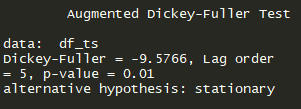 Augmented Dickey-Fuller Test
data:  df_ts
Dickey-Fuller = -9.5766, Lag order
= 5, p-value = 0.01
alternative hypothesis: stationary